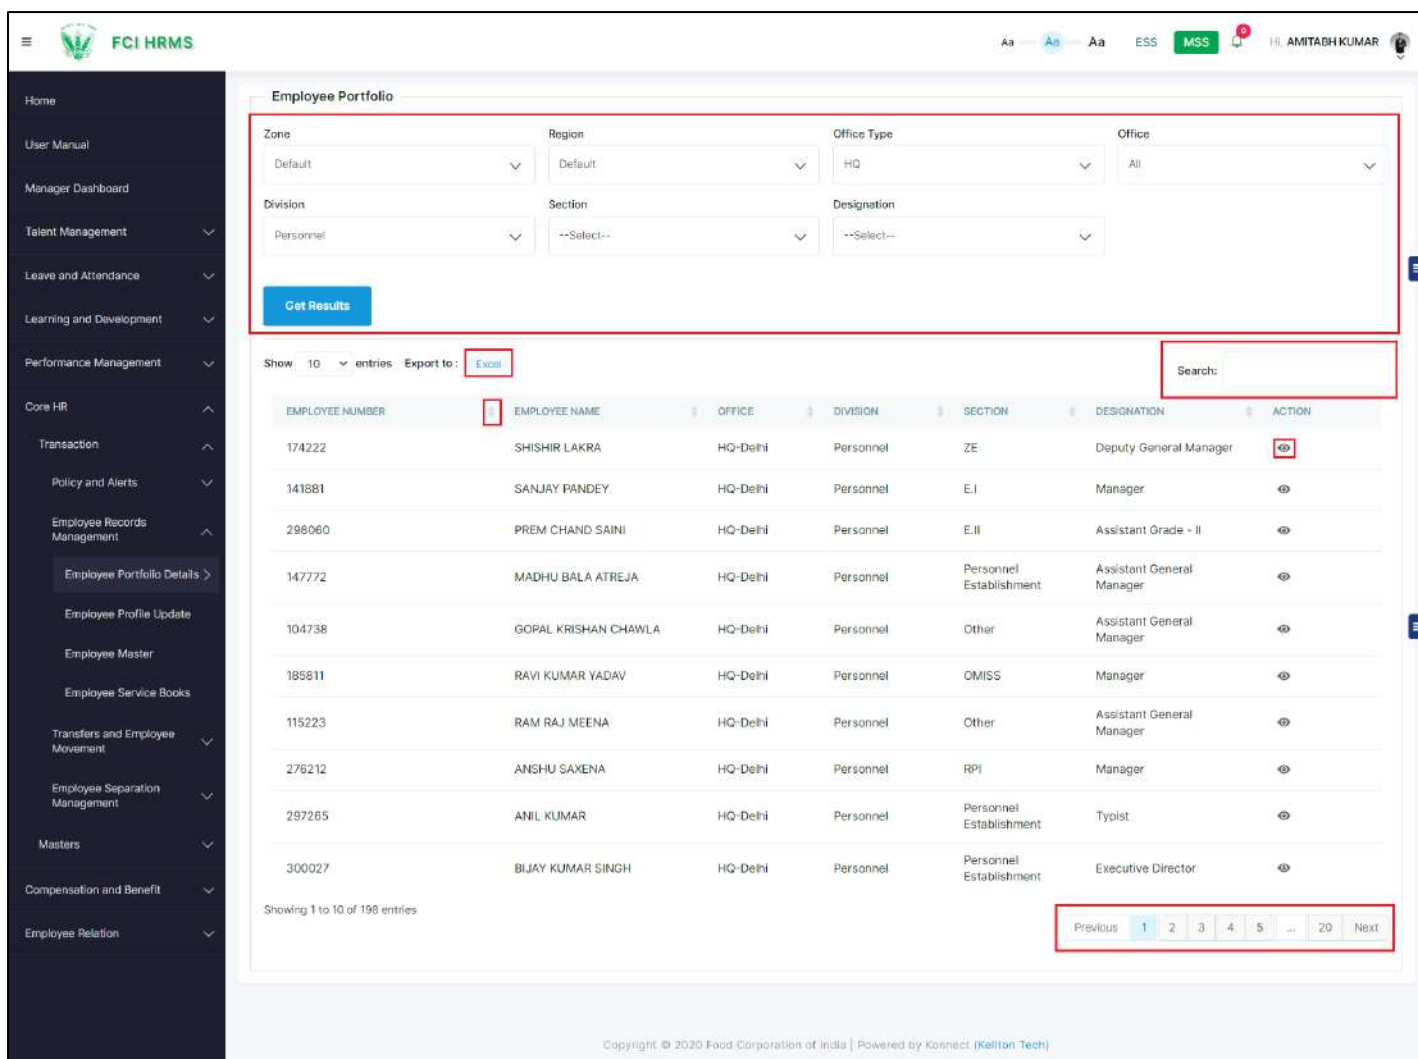 FCI HRMS
Aa Aa Aa ESS MSS 0 Hi, AMITABH KUMAR
Home
User Manual
Manager Dashboard
Talent Management
Leave and Attendance
Learning and Development
Performance Management
Core HR
Transaction
Policy and Alerts
Employee Records
Management
Employee Portfolio Details
Employee Profile Update
Employee Master
Employee Service Books
Transfers and Employee
Movement
Employee Separation
Management
Masters
Compensation and Benefit
Employee Relation
Employee Portfolio
Zone Region Office Type Office
Default Default HQ All
Division Section Designation
Personnel --Select-- --Select--
Get Results
Show 10 entries Export to : Excel Search:
EMPLOYEE NUMBER EMPLOYEE NAME OFFICE DIVISION SECTION DESIGNATION ACTION
174222 SHISHIR LAKRA HQ-Delhi Personnel ZE Deputy General Manager
141881 SANJAY PANDEY. HQ-Delhi Personnel E.I Manager
298060 PREM CHAND SAINI HQ-Delhi Personnel E.II Assistant Grade - II
147772 MADHU BALA ATREJA HQ-Delhi Personnel Personnel Establishment Assistant General Manager
104738 GOPAL KRISHAN CHAWLA HQ-Delhi Personnel Other Assistant General Manager
185811 RAVI KUMAR YADAV HQ-Delhi Personnel OMISS Manager
115223 RAM RAJ MEENA HQ-Delhi Personnel Other Assistant General Manager
276212 ANSHU SAXENA HQ-Delhi Personnel RPI Manager
297265 ANIL KUMAR HQ-Delhi Personnel Personnel Establishment Typist
300027 BIJAY KUMAR SINGH HQ-Delhi Personnel Personnel Establishment Executive Director
Showing 1 to 10 of 198 entries
Previous 1 2 3 4 5 ... 20 Next
Copyright © 2020 Food Corporation of India | Powered by Konnect (Kellton Tech)